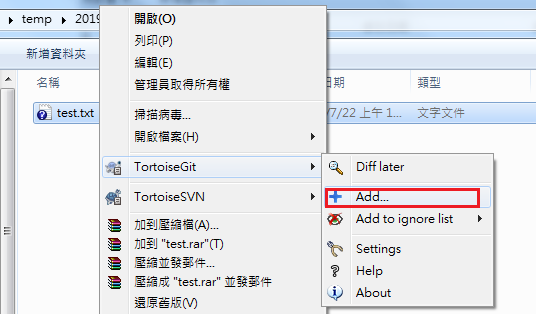 temp
2019
新增資料夾
名稱
日期
類型
test.txt
/7/22 上午 1...
文字文件
開啟(O)
列印(P)
編輯(E)
管理員取得所有權
掃描病毒...
開啟檔案(H)
TortoiseGit
TortoiseSVN
加到壓縮檔(A)...
加到 "test.rar"(T)
壓縮並發郵件...
壓縮成 "test.rar" 並發郵件
還原舊版(V)
Diff later
Add...
Add to ignore list
Settings
Help
About